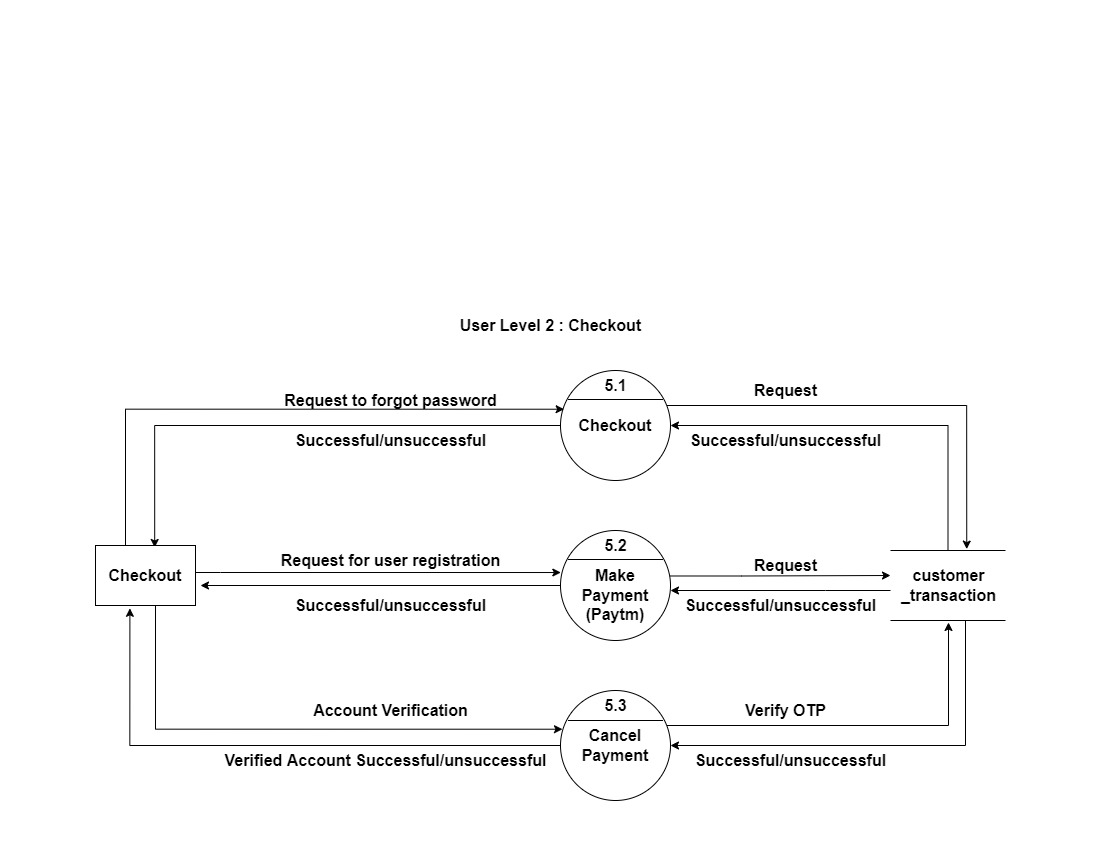 User Level 2 : Checkout
5.1
Request
Request to forgot password
Checkout
Successful/unsuccessful
Successful/unsuccessful
5.2
Request for user registration
Request
Checkout
Make
Payment
(Paytm)
customer
_transaction
Successful/unsuccessful
Successful/unsuccessful
5.3
Account Verification
Verify OTP
Cancel
Payment
Verified Account Successful/unsuccessful
Successful/unsuccessful